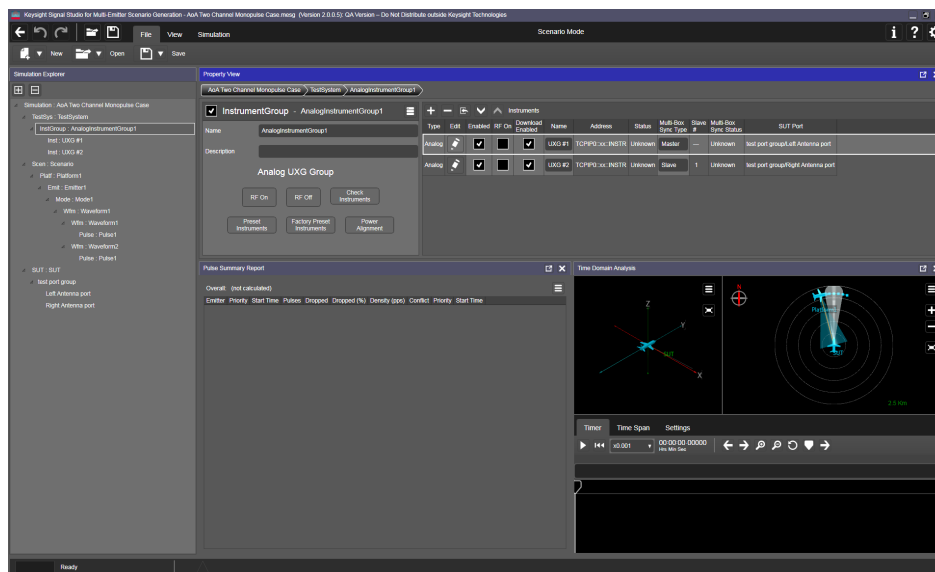 Keysight Signal Studio for Multi-Emitter Scenario Generation - AoA Two Channel Monopulse Case.mesg (Version 2.0.0.5): QA Version – Do Not Distribute outside Keysight Technologies
File View Simulation Scenario Mode
New Open Save
Simulation Explorer
Simulation : AoA Two Channel Monopulse Case
TestSys : TestSystem
InstGroup : AnalogInstrumentGroup1
Inst : UXG #1
Inst : UXG #2
Scen : Scenario
Platf : Platform1
Emit : Emitter1
Mode : Mode1
Wfm : Waveform1
Wfm : Waveform1
Pulse : Pulse1
Wfm : Waveform2
Pulse : Pulse1
SUT : SUT
test port group
Left Antenna port
Right Antenna port
Property View
AoA Two Channel Monopulse Case TestSystem AnalogInstrumentGroup1
InstrumentGroup - AnalogInstrumentGroup1
Name AnalogInstrumentGroup1
Description
Analog UXG Group
RF On RF Off Check Instruments
Preset Instruments Factory Preset Instruments Power Alignment
Instruments
Type Edit Enabled RF On Download Enabled Name Address Status Multi-Box Sync Type Slave # Multi-Box Sync Status SUT Port
Analog UXG #1 TCPIP0::xx::INSTR Unknown Master --- Unknown test port group/Left Antenna port
Analog UXG #2 TCPIP0::xx::INSTR Unknown Slave 1 Unknown test port group/Right Antenna port
Pulse Summary Report
Overall: (not calculated)
Emitter Priority Start Time Pulses Dropped Dropped (%) Density (pps) Conflict Priority Start Time
Time Domain Analysis
Z
Y
SUT
X
N
SUT
2.5 Km
Timer Time Span Settings
x0.001 00:00:00.00000
Hrs Min Sec
Ready